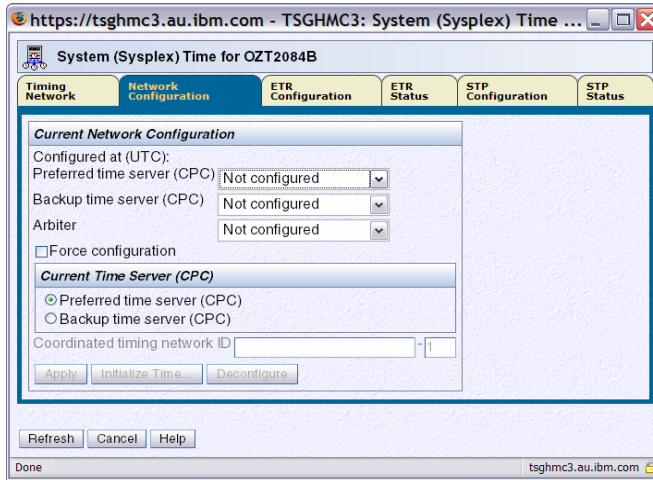 https://tsghmc3.au.ibm.com - TSGHMC3: System (Sysplex) Time ...
System (Sysplex) Time for OZT2084B
Timing Network
Network Configuration
ETR Configuration
ETR Status
STP Configuration
STP Status
Current Network Configuration
Configured at (UTC):
Preferred time server (CPC) Not configured
Backup time server (CPC) Not configured
Arbiter Not configured
Force configuration
Current Time Server (CPC)
Preferred time server (CPC)
Backup time server (CPC)
Coordinated timing network ID - 1
Apply Initialize Time... Deconfigure
Refresh Cancel Help
Done tsghmc3.au.ibm.com